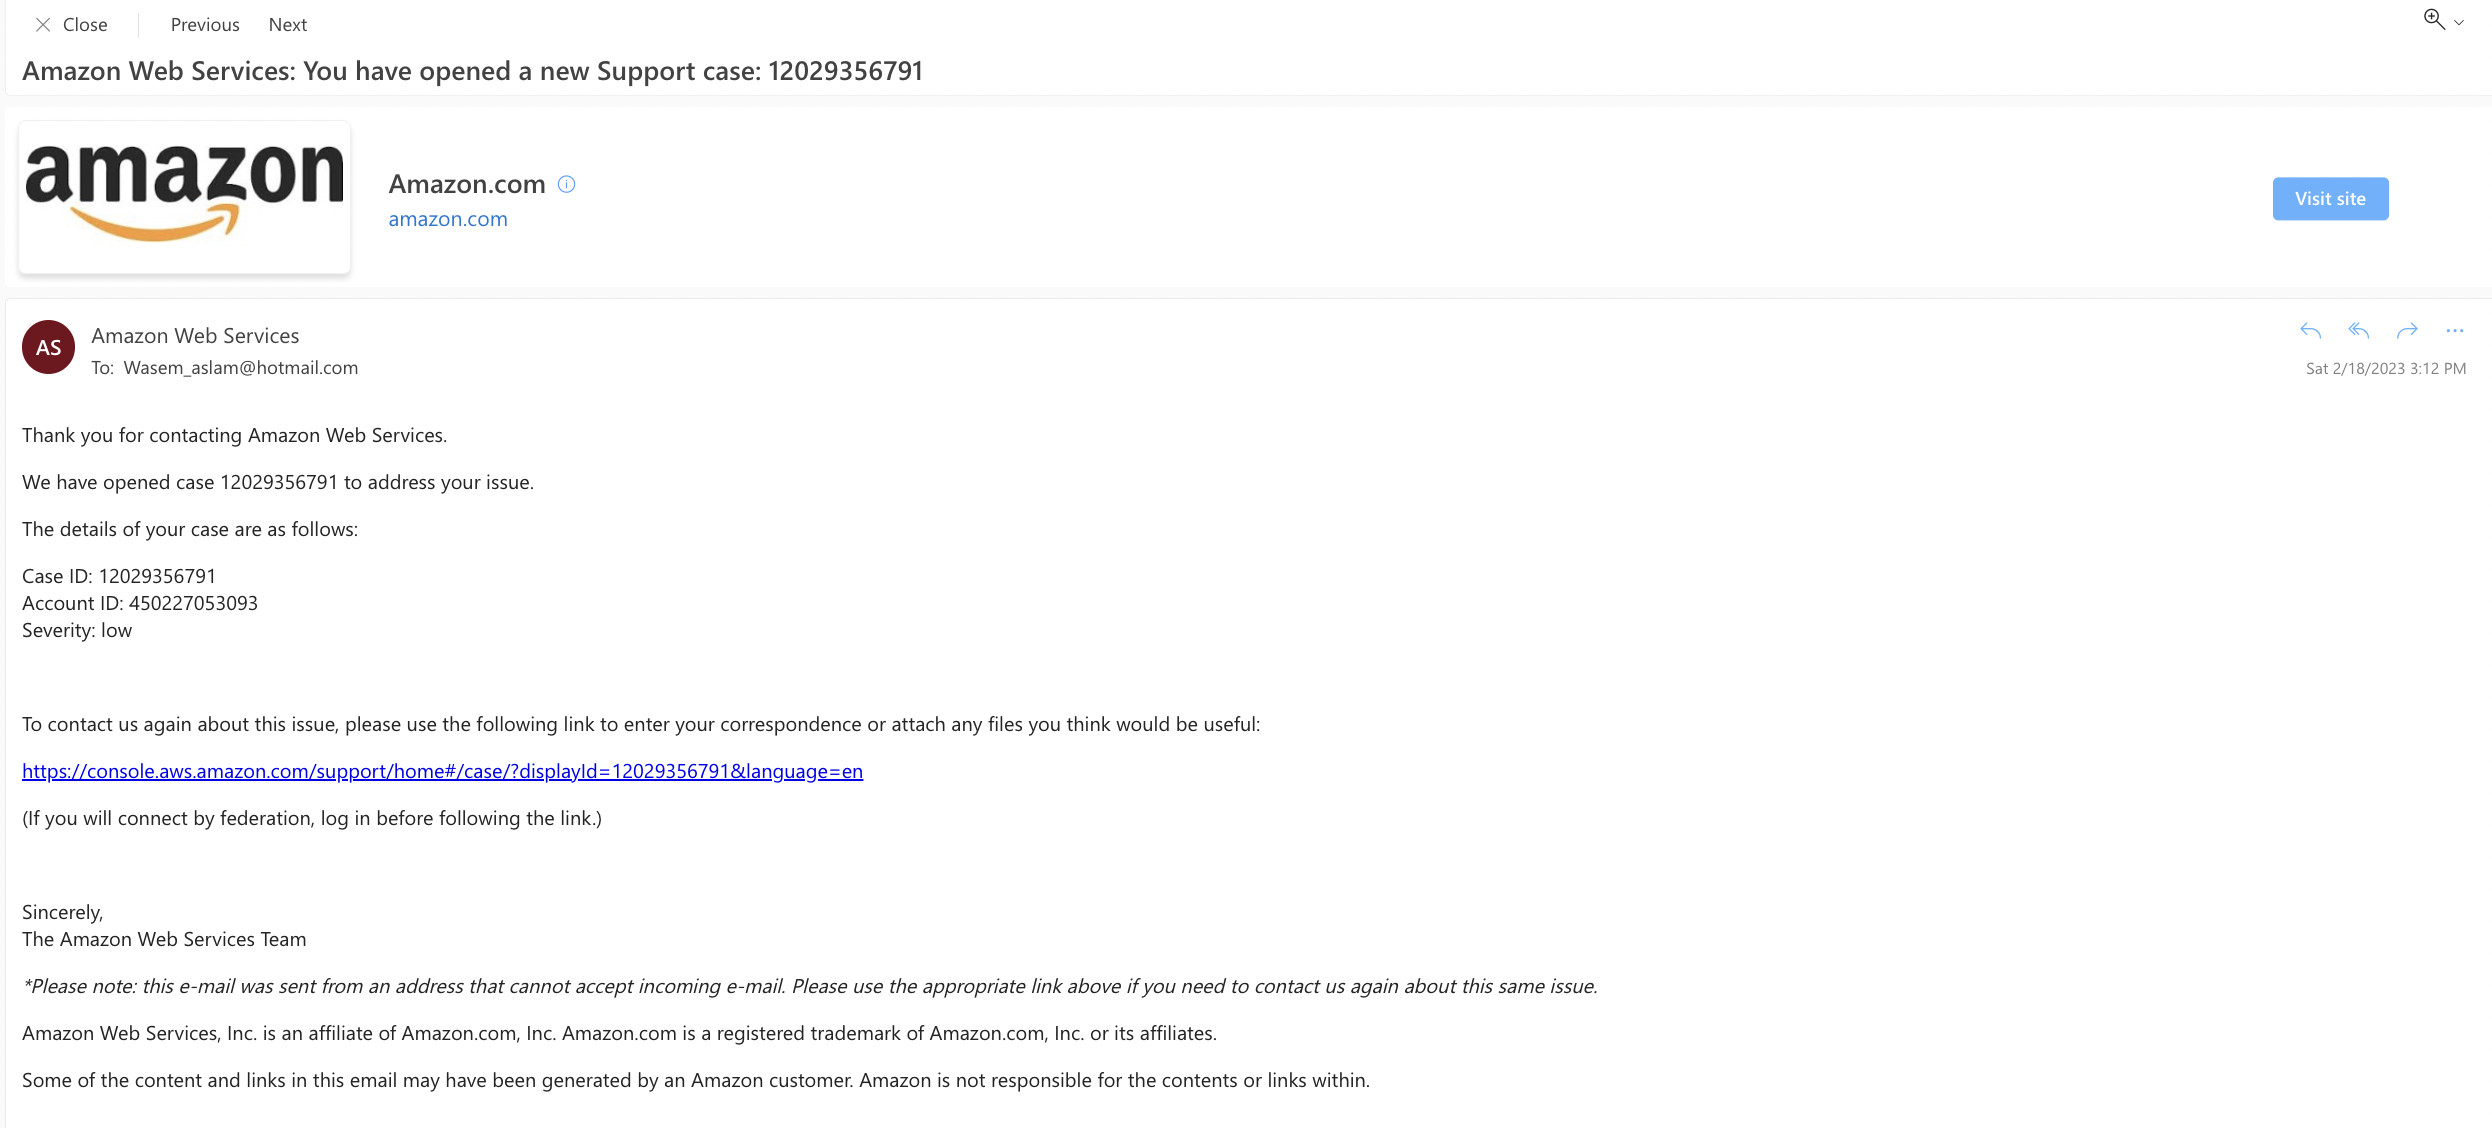 Close
Previous
Next
Amazon Web Services: You have opened a new Support case: 12029356791
amazon
Amazon.com
amazon.com
Visit site
AS
Amazon Web Services
To: Wasem_aslam@hotmail.com
Sat 2/18/2023 3:12 PM
Thank you for contacting Amazon Web Services.
We have opened case 12029356791 to address your issue.
The details of your case are as follows:
Case ID: 12029356791
Account ID: 450227053093
Severity: low
To contact us again about this issue, please use the following link to enter your correspondence or attach any files you think would be useful:
https://console.aws.amazon.com/support/home#/case/?displayId=12029356791&language=en
(If you will connect by federation, log in before following the link.)
Sincerely,
The Amazon Web Services Team
*Please note: this e-mail was sent from an address that cannot accept incoming e-mail. Please use the appropriate link above if you need to contact us again about this same issue.
Amazon Web Services, Inc. is an affiliate of Amazon.com, Inc. Amazon.com is a registered trademark of Amazon.com, Inc. or its affiliates.
Some of the content and links in this email may have been generated by an Amazon customer. Amazon is not responsible for the contents or links within.